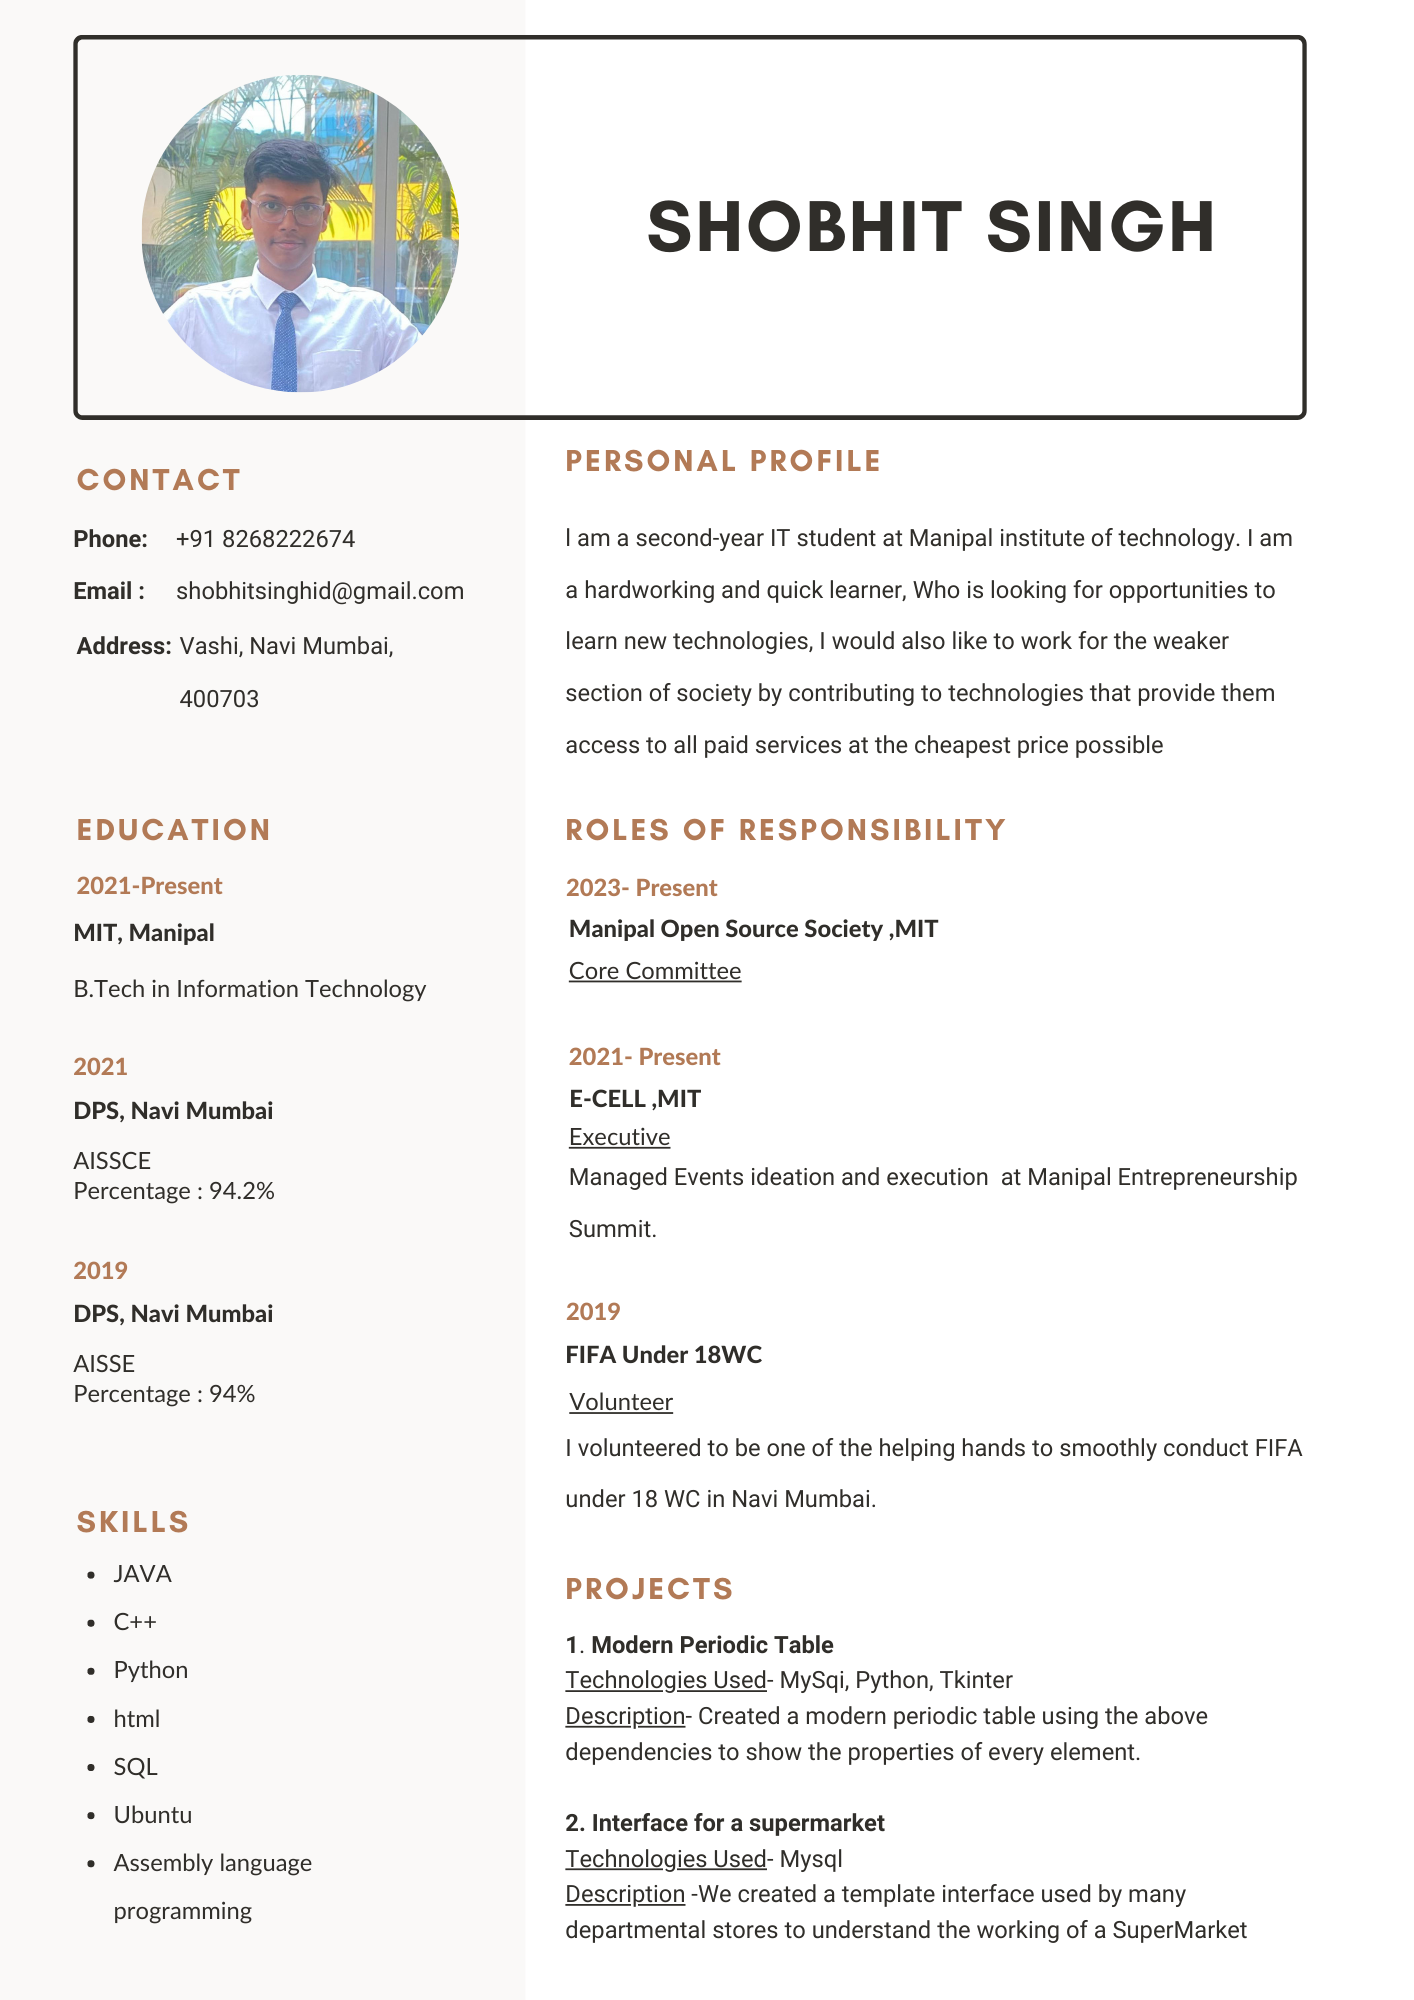 SHOBHIT SINGH
CONTACT
Phone: +91 8268222674
Email : shobhitsinghid@gmail.com
Address: Vashi, Navi Mumbai,
400703
EDUCATION
2021-Present
MIT, Manipal
B.Tech in Information Technology
2021
DPS, Navi Mumbai
AISSCE
Percentage : 94.2%
2019
DPS, Navi Mumbai
AISSE
Percentage : 94%
SKILLS
• JAVA
• C++
• Python
• html
• SQL
• Ubuntu
• Assembly language
programming
PERSONAL PROFILE
I am a second-year IT student at Manipal institute of technology. I am
a hardworking and quick learner, Who is looking for opportunities to
learn new technologies, I would also like to work for the weaker
section of society by contributing to technologies that provide them
access to all paid services at the cheapest price possible
ROLES OF RESPONSIBILITY
2023- Present
Manipal Open Source Society ,MIT
Core Committee
2021- Present
E-CELL ,MIT
Executive
Managed Events ideation and execution  at Manipal Entrepreneurship
Summit.
2019
FIFA Under 18WC
Volunteer
I volunteered to be one of the helping hands to smoothly conduct FIFA
under 18 WC in Navi Mumbai.
PROJECTS
1. Modern Periodic Table
Technologies Used- MySqi, Python, Tkinter
Description- Created a modern periodic table using the above
dependencies to show the properties of every element.
2. Interface for a supermarket
Technologies Used- Mysql
Description -We created a template interface used by many
departmental stores to understand the working of a SuperMarket